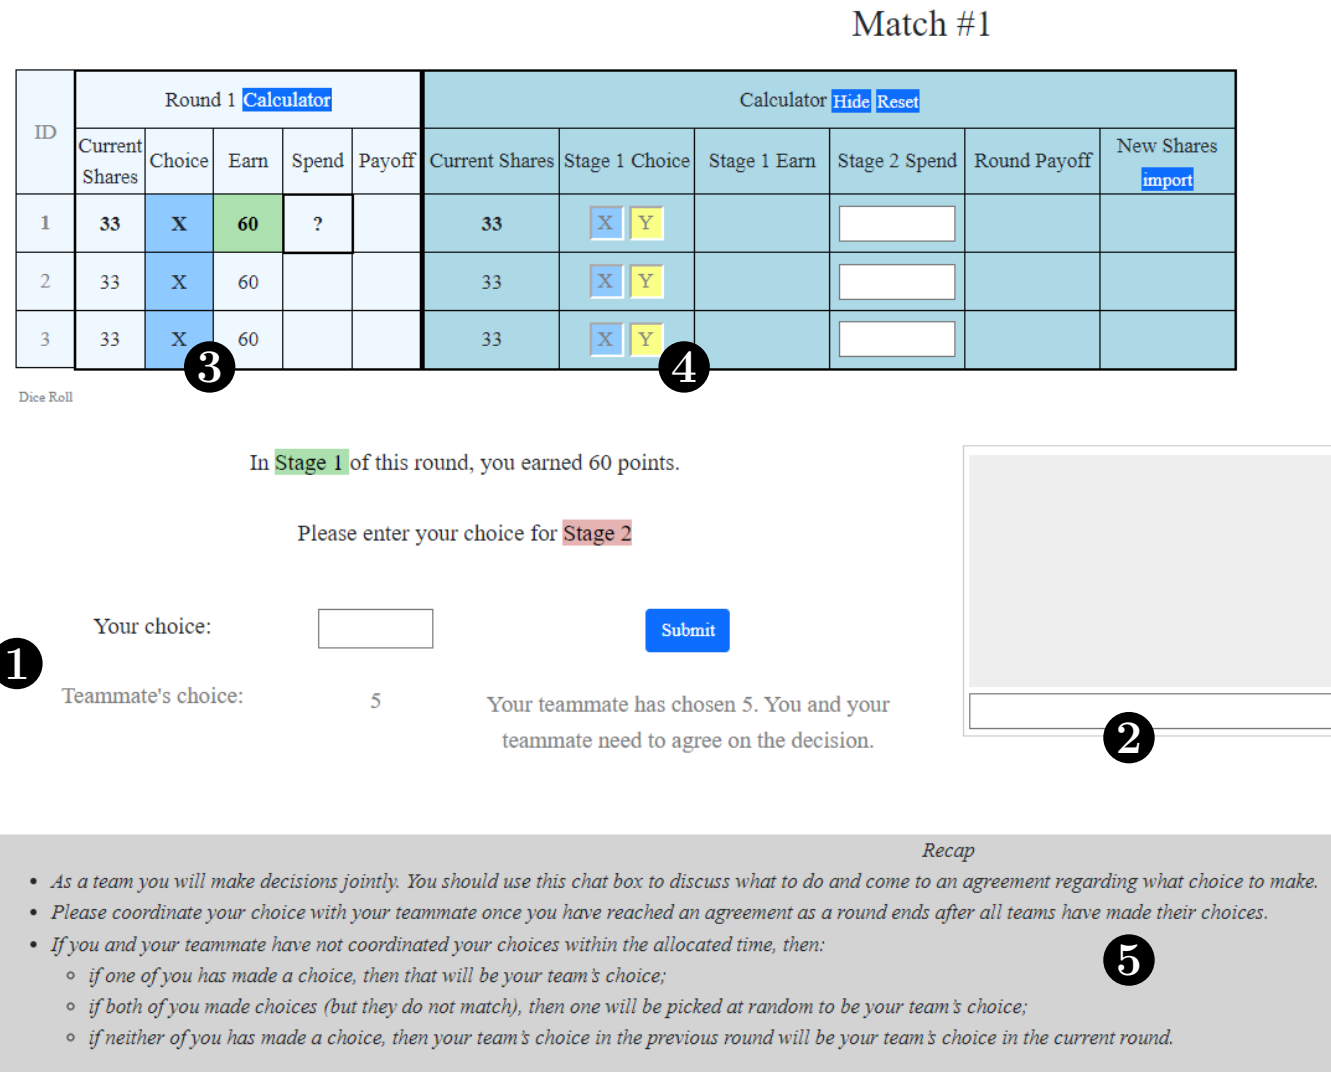 Match #1
ID
Round 1 Calculator
Calculator Hide Reset
Current Shares
Choice
Earn
Spend
Payoff
Current Shares
Stage 1 Choice
Stage 1 Earn
Stage 2 Spend
Round Payoff
New Shares
import
1 33 X 60 ? 33 X Y
2 33 X 60 33 X Y
3 33 X 60 33 X Y
3
4
Dice Roll
In Stage 1 of this round, you earned 60 points.
Please enter your choice for Stage 2
Your choice:
Submit
1
Teammate's choice:
5
Your teammate has chosen 5. You and your
teammate need to agree on the decision.
2
Recap
• As a team you will make decisions jointly. You should use this chat box to discuss what to do and come to an agreement regarding what choice to make.
• Please coordinate your choice with your teammate once you have reached an agreement as a round ends after all teams have made their choices.
• If you and your teammate have not coordinated your choices within the allocated time, then:
5
◦ if one of you has made a choice, then that will be your team's choice;
◦ if both of you made choices (but they do not match), then one will be picked at random to be your team's choice;
◦ if neither of you has made a choice, then your team's choice in the previous round will be your team's choice in the current round.